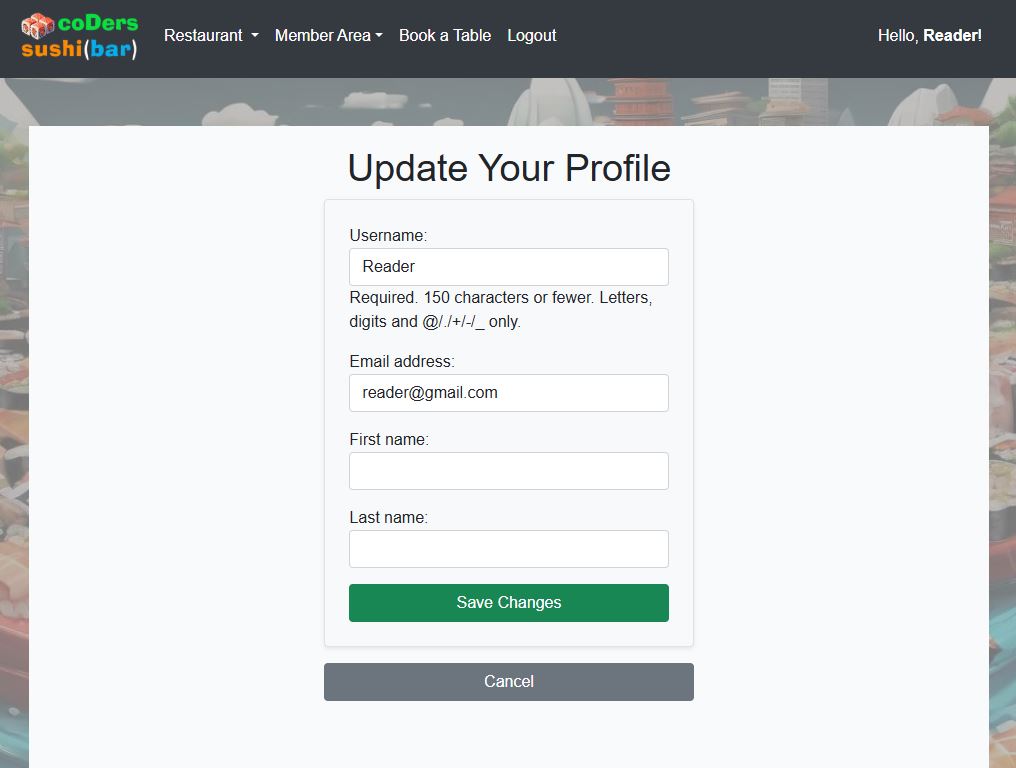 coDers
sushi(bar)
Restaurant Member Area Book a Table Logout Hello, Reader!
Update Your Profile
Username:
Reader
Required. 150 characters or fewer. Letters,
digits and @/./+/-/_ only.
Email address:
reader@gmail.com
First name:
Last name:
Save Changes
Cancel